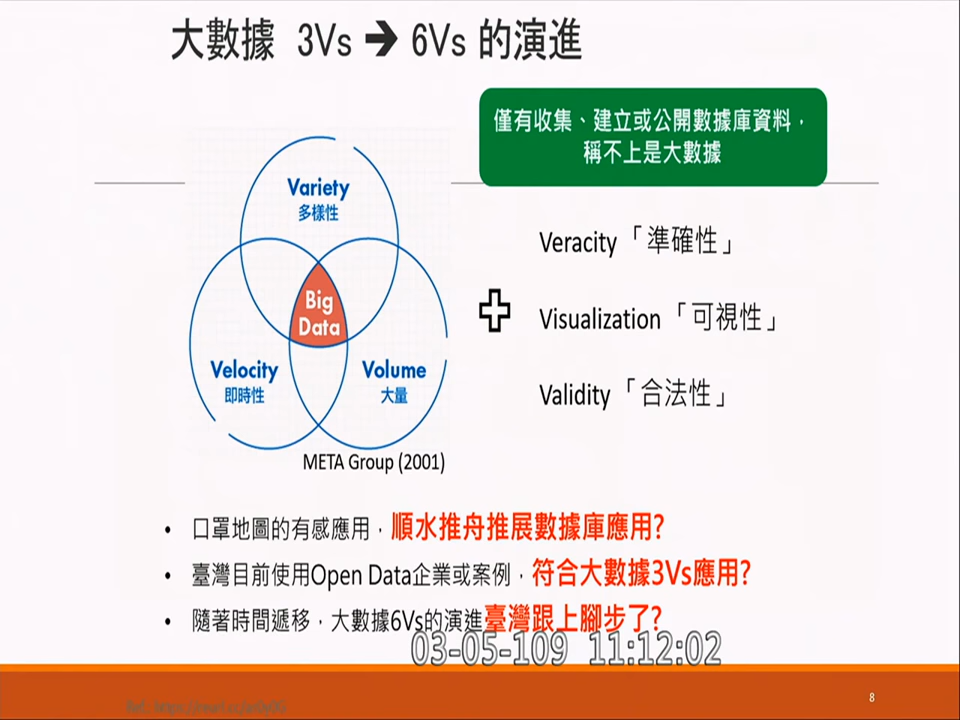 大數據 3Vs ➔ 6Vs 的演進
僅有收集、建立或公開數據庫資料，
稱不上是大數據
Variety
多樣性
Big
Data
Velocity
即時性
Volume
大量
META Group (2001)
Veracity「準確性」
Visualization「可視性」
Validity「合法性」
• 口罩地圖的有感應用，順水推舟推展數據庫應用?
• 臺灣目前使用Open Data企業或案例，符合大數據3Vs應用?
• 隨著時間遞移，大數據6Vs的演進臺灣跟上腳步了?
03-05-109 11:12:02
8